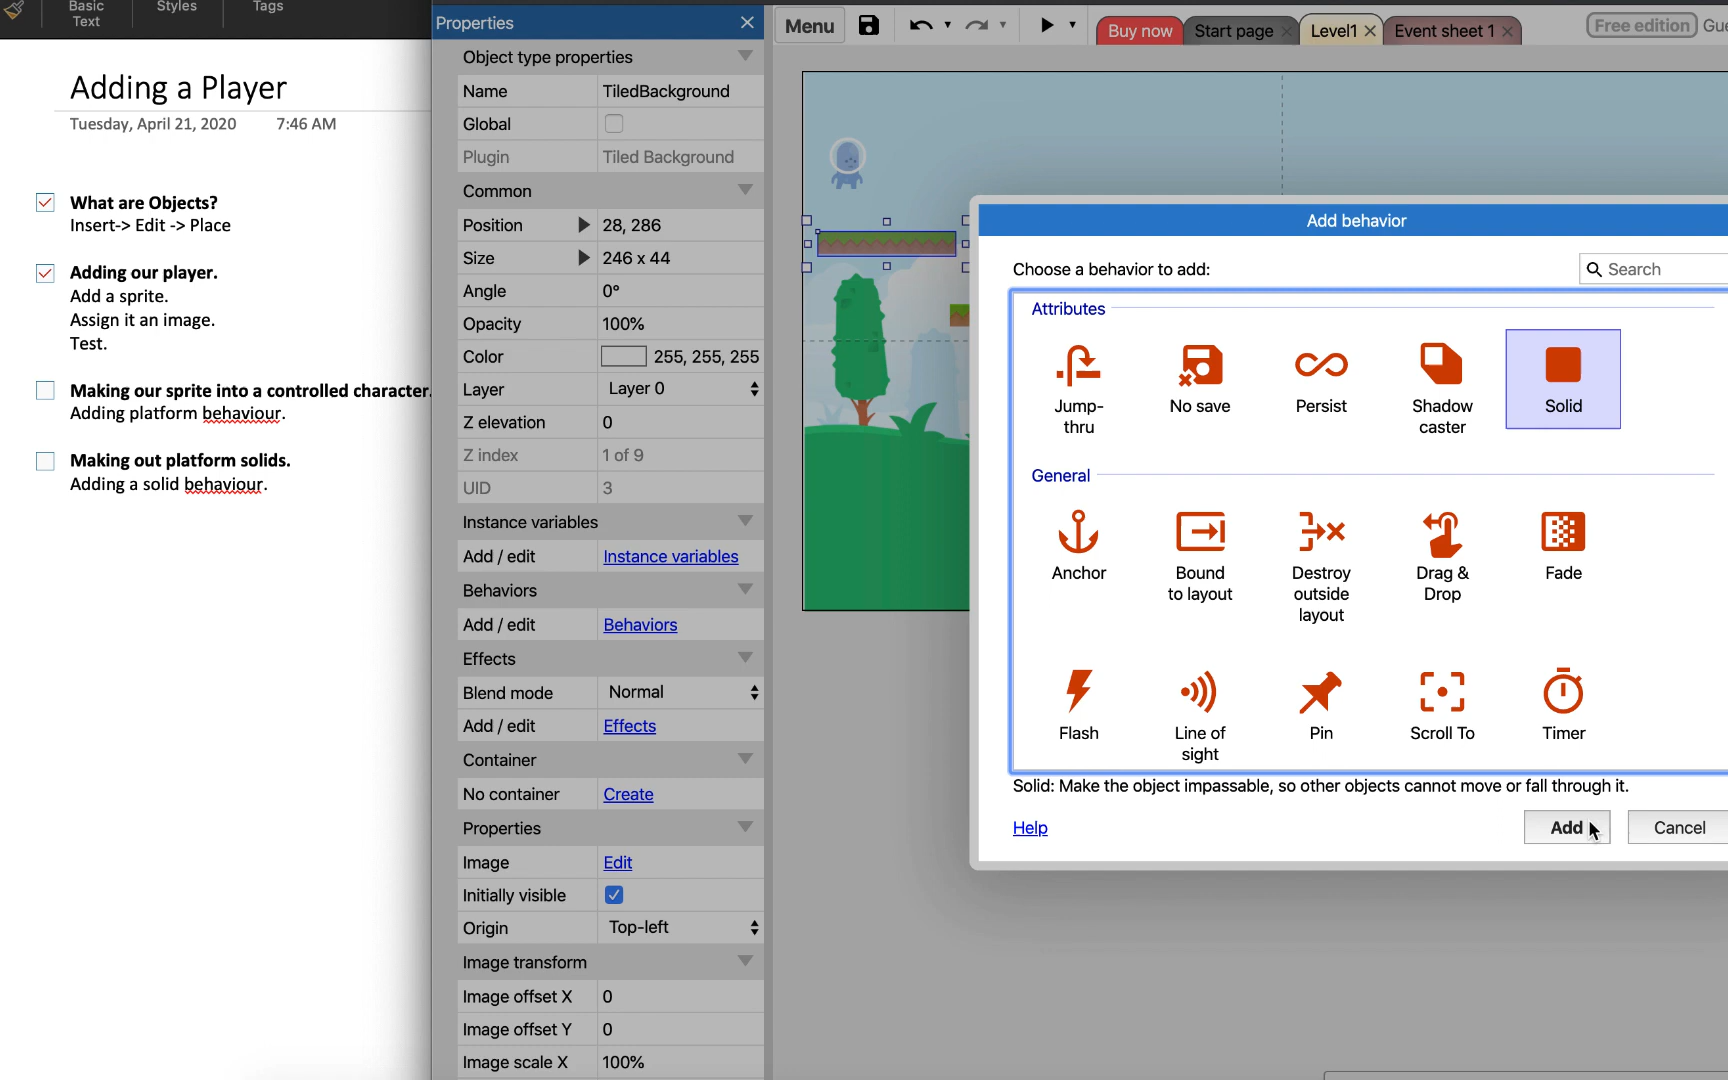 Basic
Text
Styles
Tags
Adding a Player
Tuesday, April 21, 2020 7:46 AM
What are Objects?
Insert-> Edit -> Place
Adding our player.
Add a sprite.
Assign it an image.
Test.
Making our sprite into a controlled character.
Adding platform behaviour.
Making out platform solids.
Adding a solid behaviour.
Properties
Object type properties
Name TiledBackground
Global
Plugin Tiled Background
Common
Position 28, 286
Size 246 x 44
Angle 0°
Opacity 100%
Color 255, 255, 255
Layer Layer 0
Z elevation 0
Z index 1 of 9
UID 3
Instance variables
Add / edit Instance variables
Behaviors
Add / edit Behaviors
Effects
Blend mode Normal
Add / edit Effects
Container
No container Create
Properties
Image Edit
Initially visible
Origin Top-left
Image transform
Image offset X 0
Image offset Y 0
Image scale X 100%
Menu
Buy now Start page Level1 Event sheet 1
Free edition
Add behavior
Choose a behavior to add:
Search
Attributes
Jump-
thru
No save
Persist
Shadow
caster
Solid
General
Anchor
Bound
to layout
Destroy
outside
layout
Drag &
Drop
Fade
Flash
Line of
sight
Pin
Scroll To
Timer
Solid: Make the object impassable, so other objects cannot move or fall through it.
Help
Add
Cancel